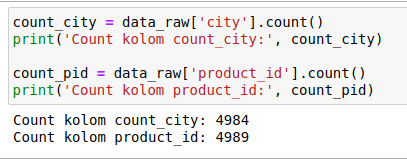 count_city = data_raw['city'].count()
print('Count kolom count_city:', count_city)
count_pid = data_raw['product_id'].count()
print('Count kolom product_id:', count_pid)
Count kolom count_city: 4984
Count kolom product_id: 4989